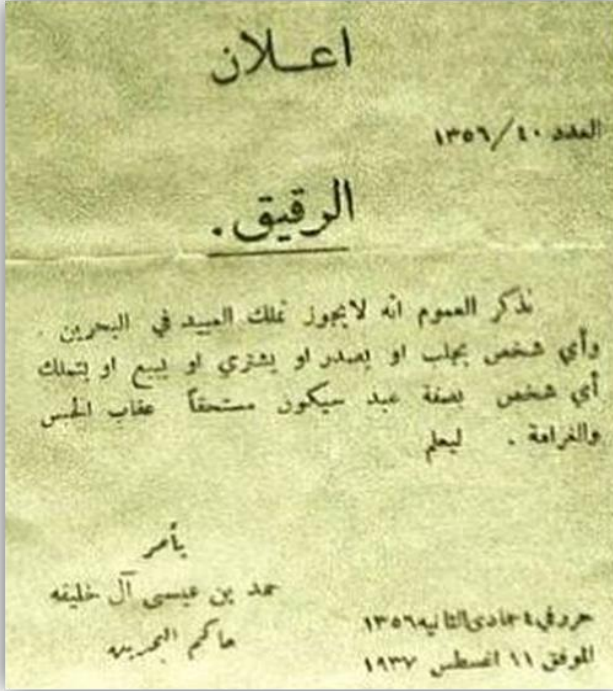 اعــلان
العدد ٤٠/١٣٥٦
الرقيق .
نذكر العموم انه لايجوز تملك العبيد في البحرين .
وأي شخص يجلب او يصدر او يشتري او يبيع او يتملك
أي شخص بصفة عبد سيكون مستحقاً عقاب الحبس
والغرامة . ليعلم
بأمر
حمد بن عيسى آل خليفه
حاكم البحرين
حرر في ٤ جمادى الثانيه ١٣٥٦
الموفق ١١ اغسطس ١٩٣٧